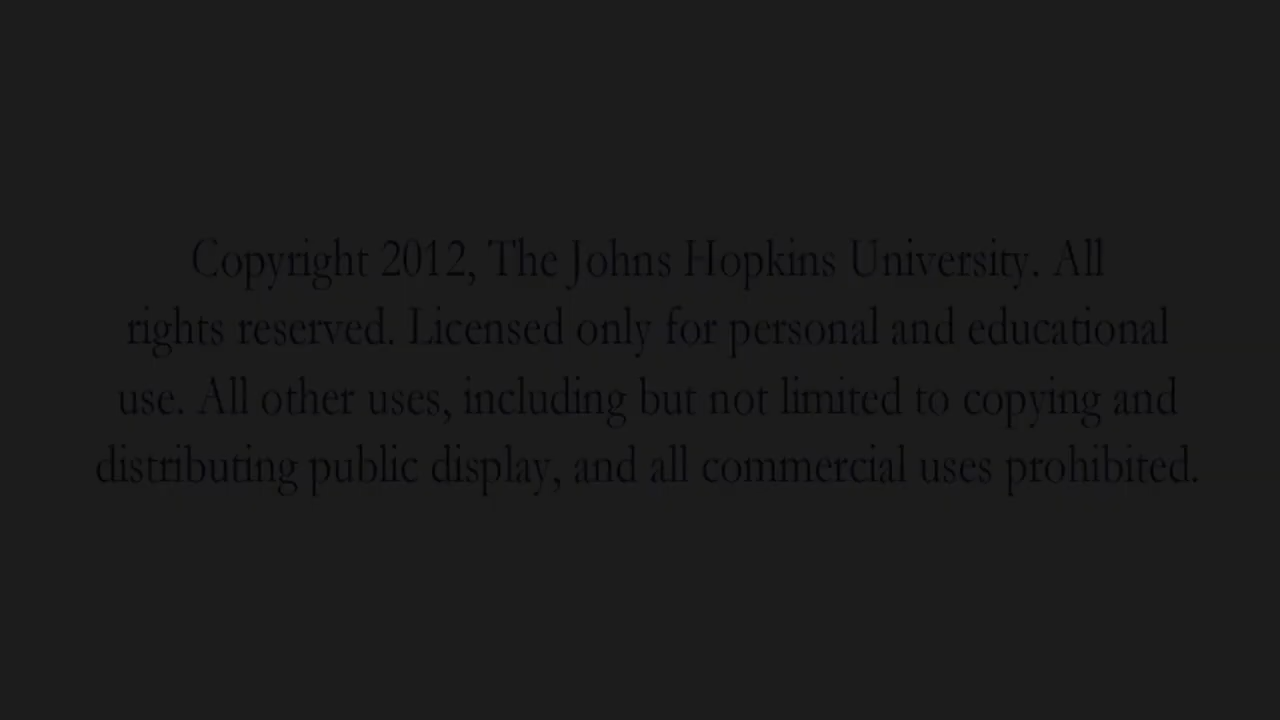 Copyright 2012, The Johns Hopkins University. All
rights reserved. Licensed only for personal and educational
use. All other uses, including but not limited to copying and
distributing public display, and all commercial uses prohibited.